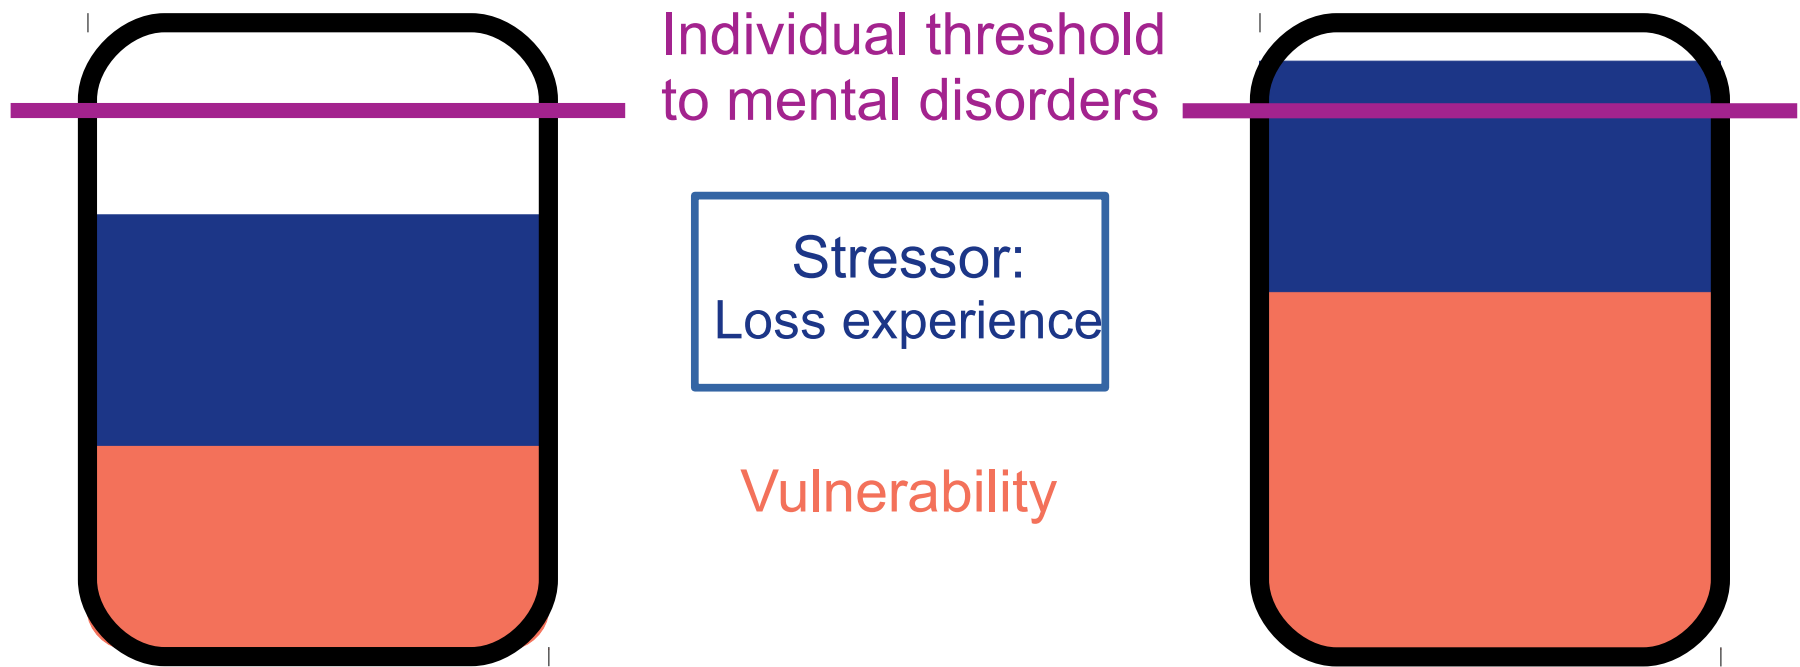 Individual threshold
to mental disorders
Stressor:
Loss experience
Vulnerability